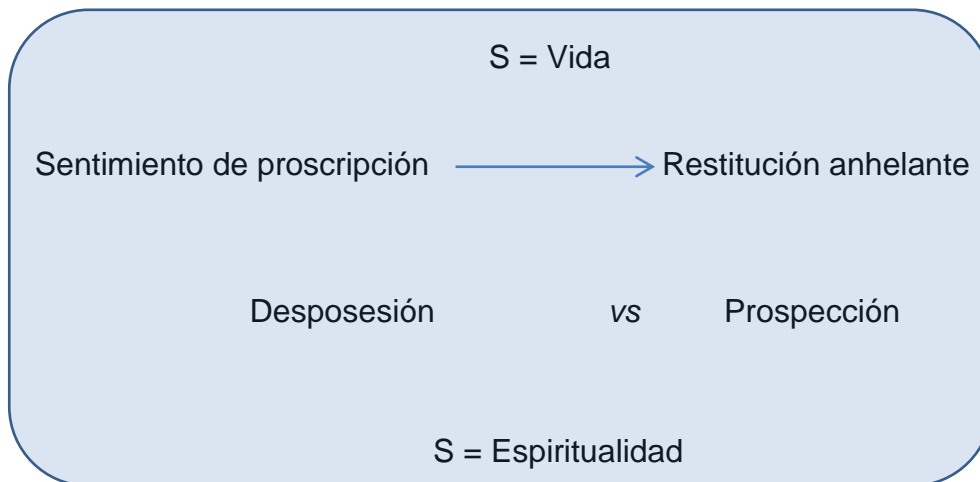 S = Vida
Sentimiento de proscripción Restitución anhelante
Desposesión vs Prospección
S = Espiritualidad